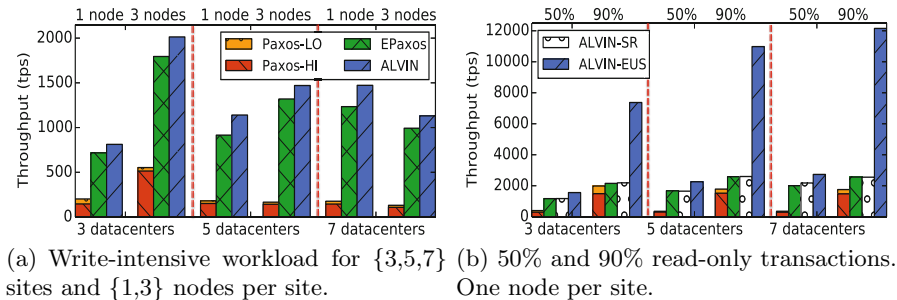 1 node 3 nodes 1 node 3 nodes 1 node 3 nodes
2000
1500
1000
500
0
Throughput (tps)
Paxos-LO
Paxos-HI
EPaxos
ALVIN
3 datacenters 5 datacenters 7 datacenters
(a) Write-intensive workload for {3,5,7}
sites and {1,3} nodes per site.
50% 90% 50% 90% 50% 90%
12000
10000
8000
6000
4000
2000
0
Throughput (tps)
ALVIN-SR
ALVIN-EUS
3 datacenters 5 datacenters 7 datacenters
(b) 50% and 90% read-only transactions.
One node per site.